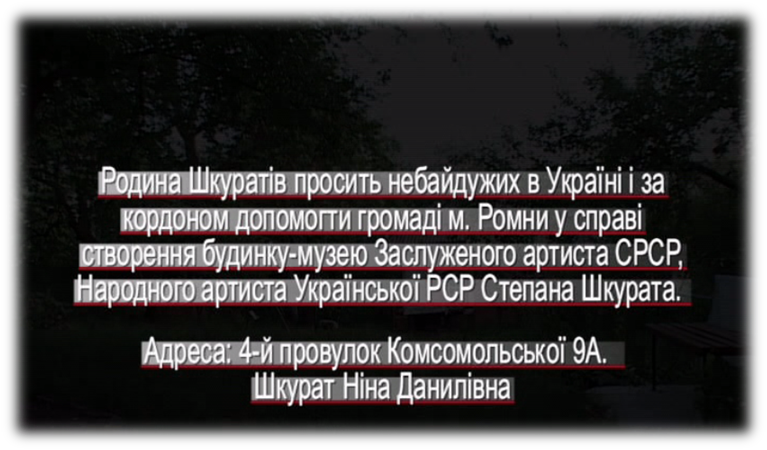 Родина Шкуратів просить небайдужих в Україні і за
кордоном допомогти громаді м. Ромни у справі
створення будинку-музею Заслуженого артиста СРСР,
Народного артиста Української РСР Степана Шкурата.
Адреса: 4-й провулок Комсомольської 9А.
Шкурат Ніна Данилівна